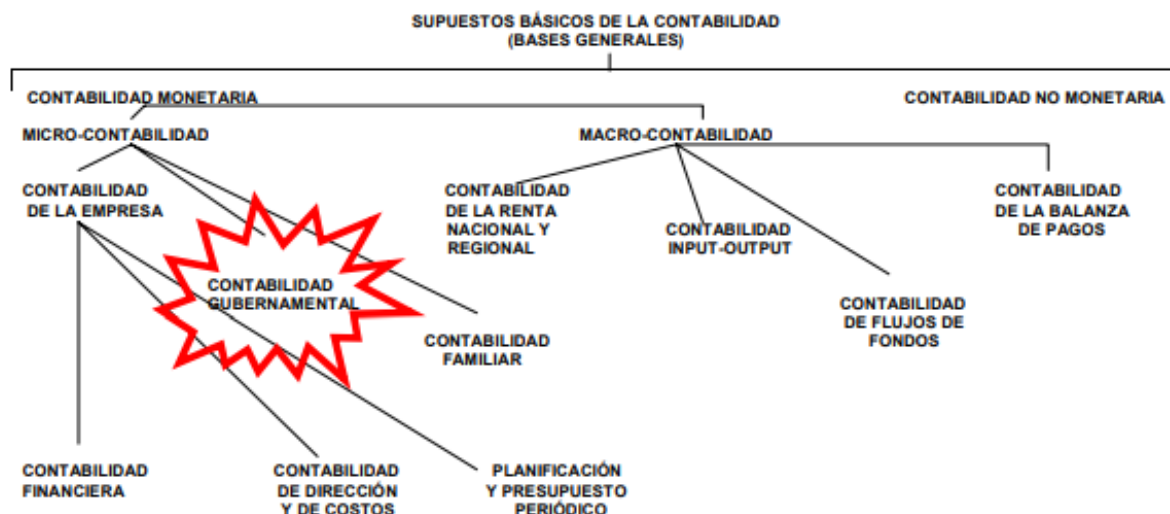 SUPUESTOS BÁSICOS DE LA CONTABILIDAD
(BASES GENERALES)
CONTABILIDAD MONETARIA
CONTABILIDAD NO MONETARIA
MICRO-CONTABILIDAD
MACRO-CONTABILIDAD
CONTABILIDAD
DE LA EMPRESA
CONTABILIDAD
DE LA RENTA
NACIONAL Y
REGIONAL
CONTABILIDAD
INPUT-OUTPUT
CONTABILIDAD
DE LA BALANZA
DE PAGOS
CONTABILIDAD
GUBERNAMENTAL
CONTABILIDAD
FAMILIAR
CONTABILIDAD
DE FLUJOS DE
FONDOS
CONTABILIDAD
FINANCIERA
CONTABILIDAD
DE DIRECCIÓN
Y DE COSTOS
PLANIFICACIÓN
Y PRESUPUESTO
PERIÓDICO